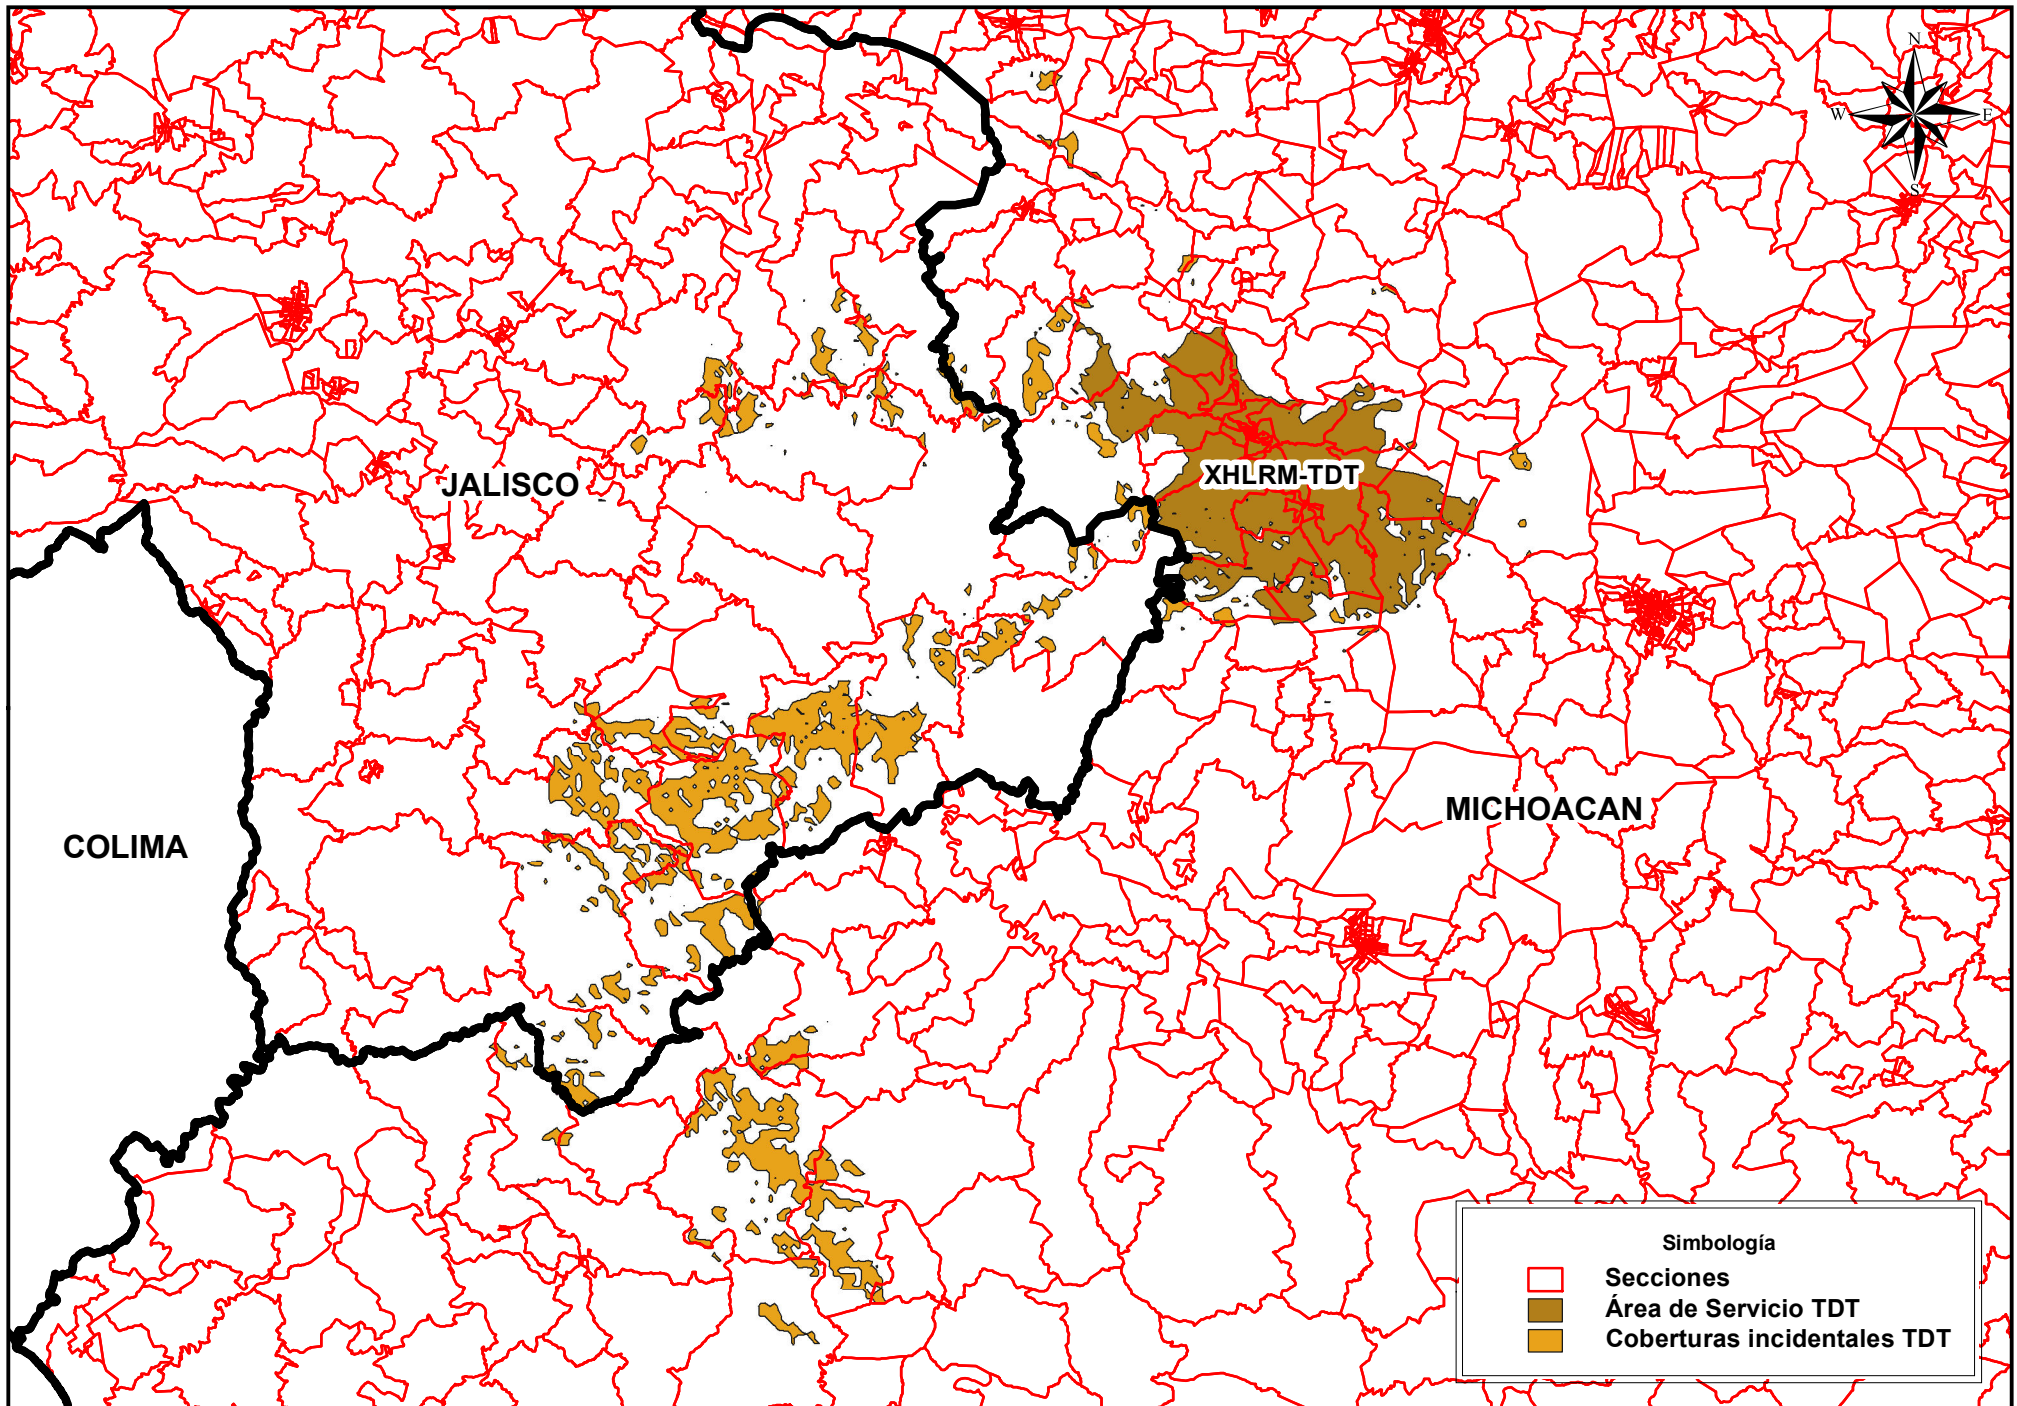 N
W
E
S
JALISCO
XHLRM-TDT
MICHOACAN
COLIMA
Simbología
Secciones
Área de Servicio TDT
Coberturas incidentales TDT